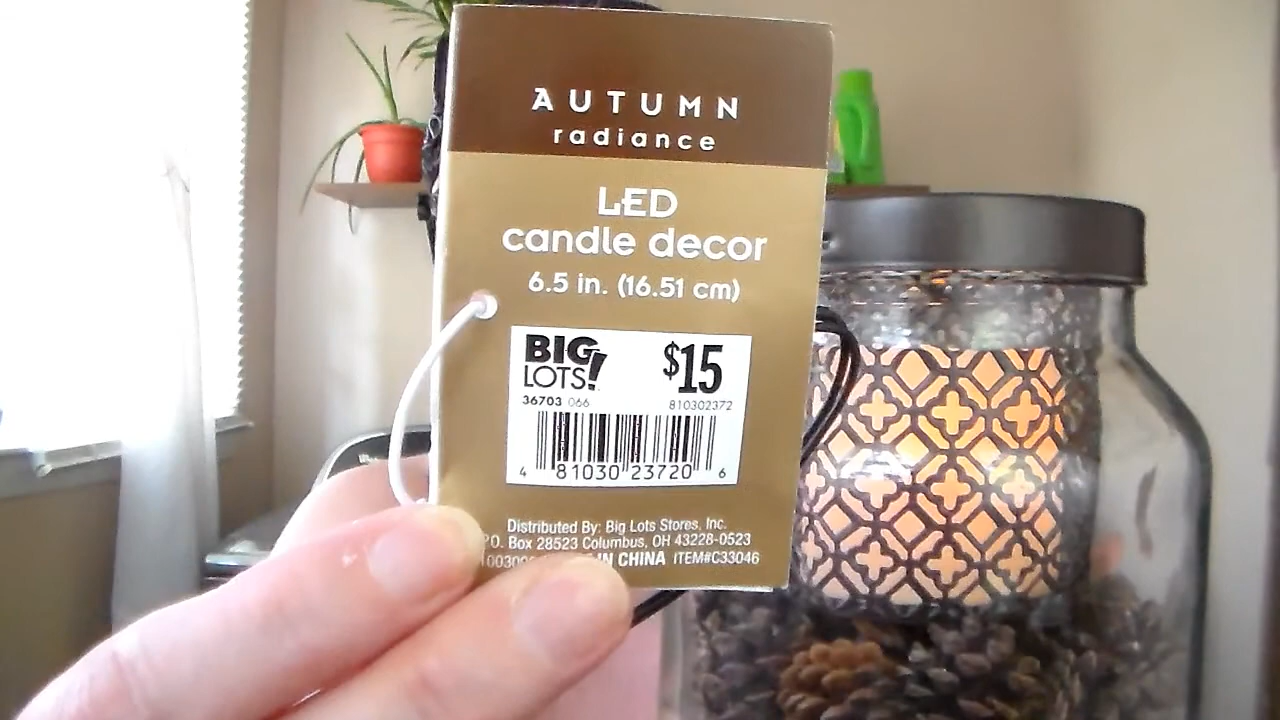 AUTUMN
radiance
LED
candle decor
6.5 in. (16.51 cm)
BIG
LOTS!
$15
36703 066
810302372
4 81030 23720 6
Distributed By: Big Lots Stores, Inc.
P.O. Box 28523 Columbus, OH 43228-0523
IN CHINA ITEM#C33046